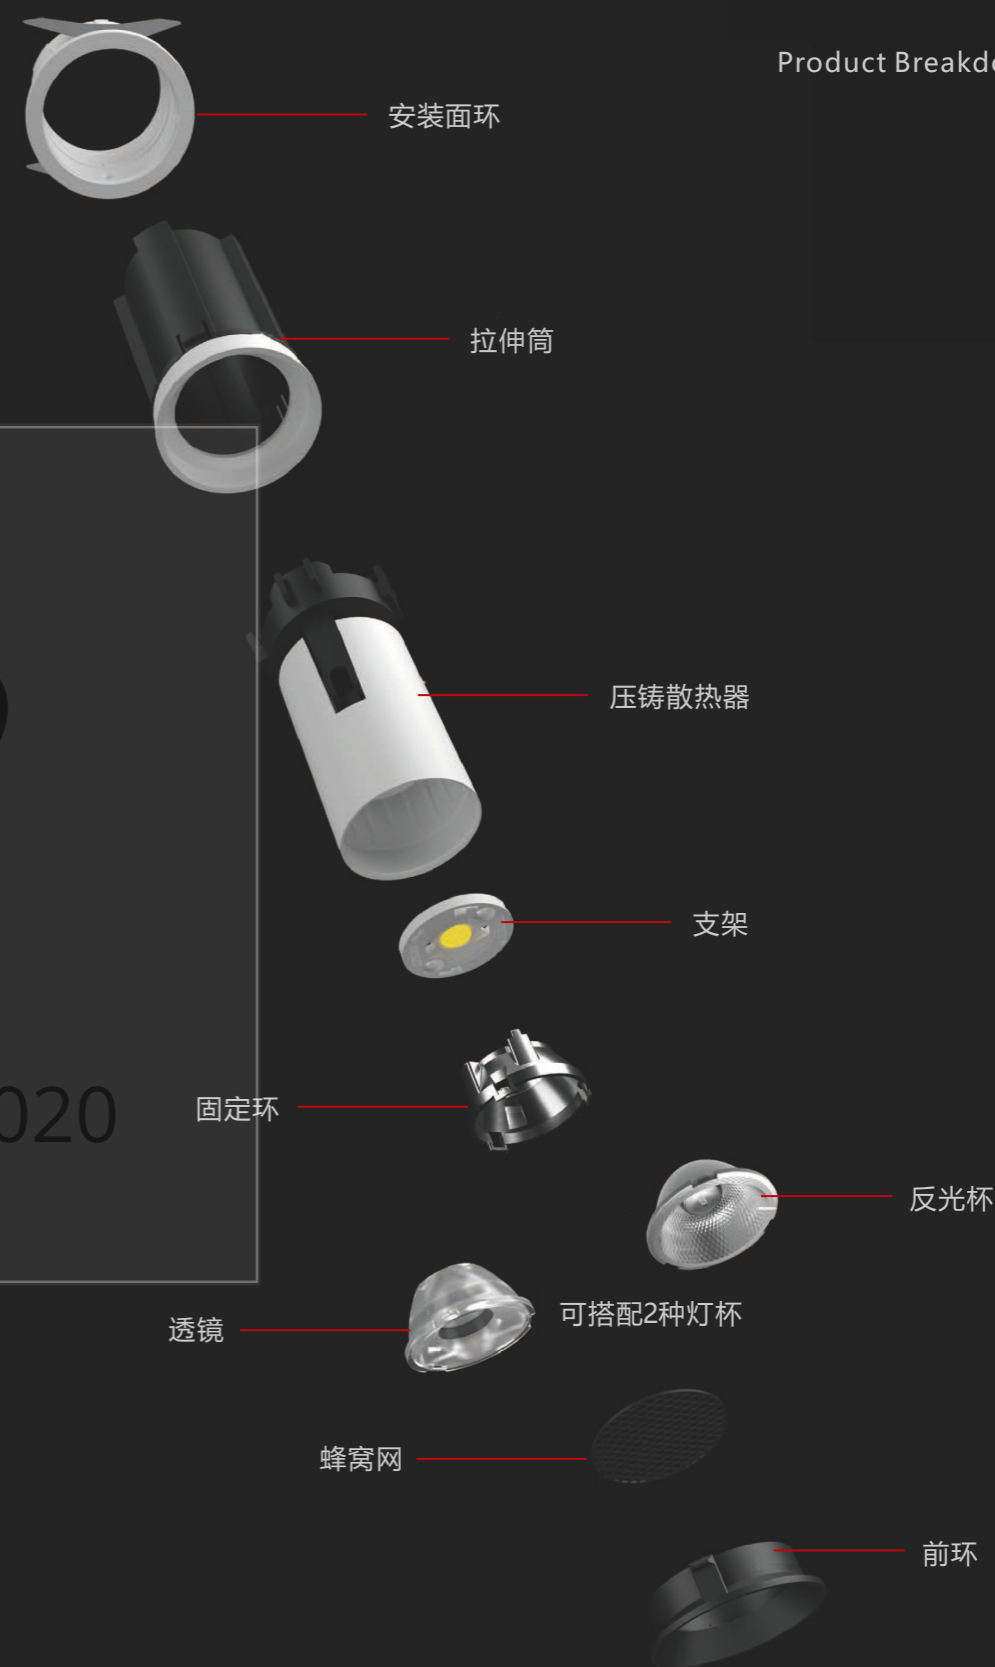 Product Breakdo
安装面环
拉伸筒
压铸散热器
支架
020
固定环
反光杯
可搭配2种灯杯
透镜
蜂窝网
前环